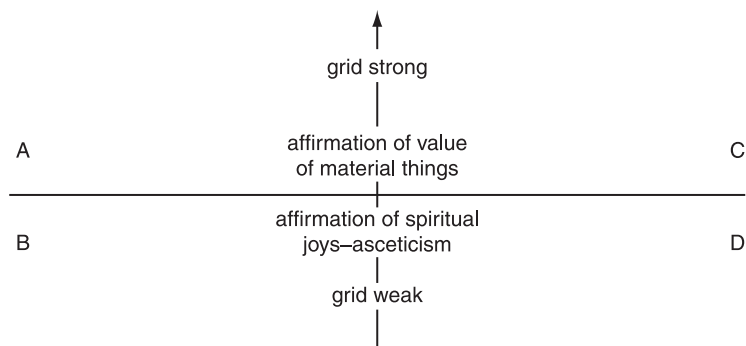 grid strong
A
affirmation of value
of material things
C
B
affirmation of spiritual
joys–asceticism
D
grid weak